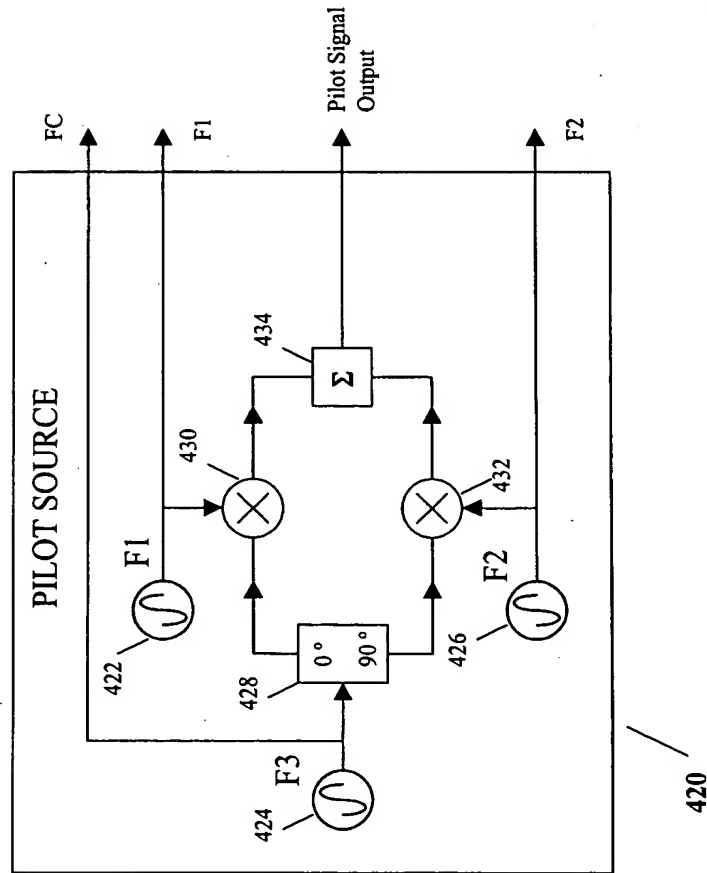 PILOT SOURCE
FC
F1
F1
422
430
434
Σ
Pilot Signal
Output
F3
424
428
0 °
90 °
432
F2
426
F2
420